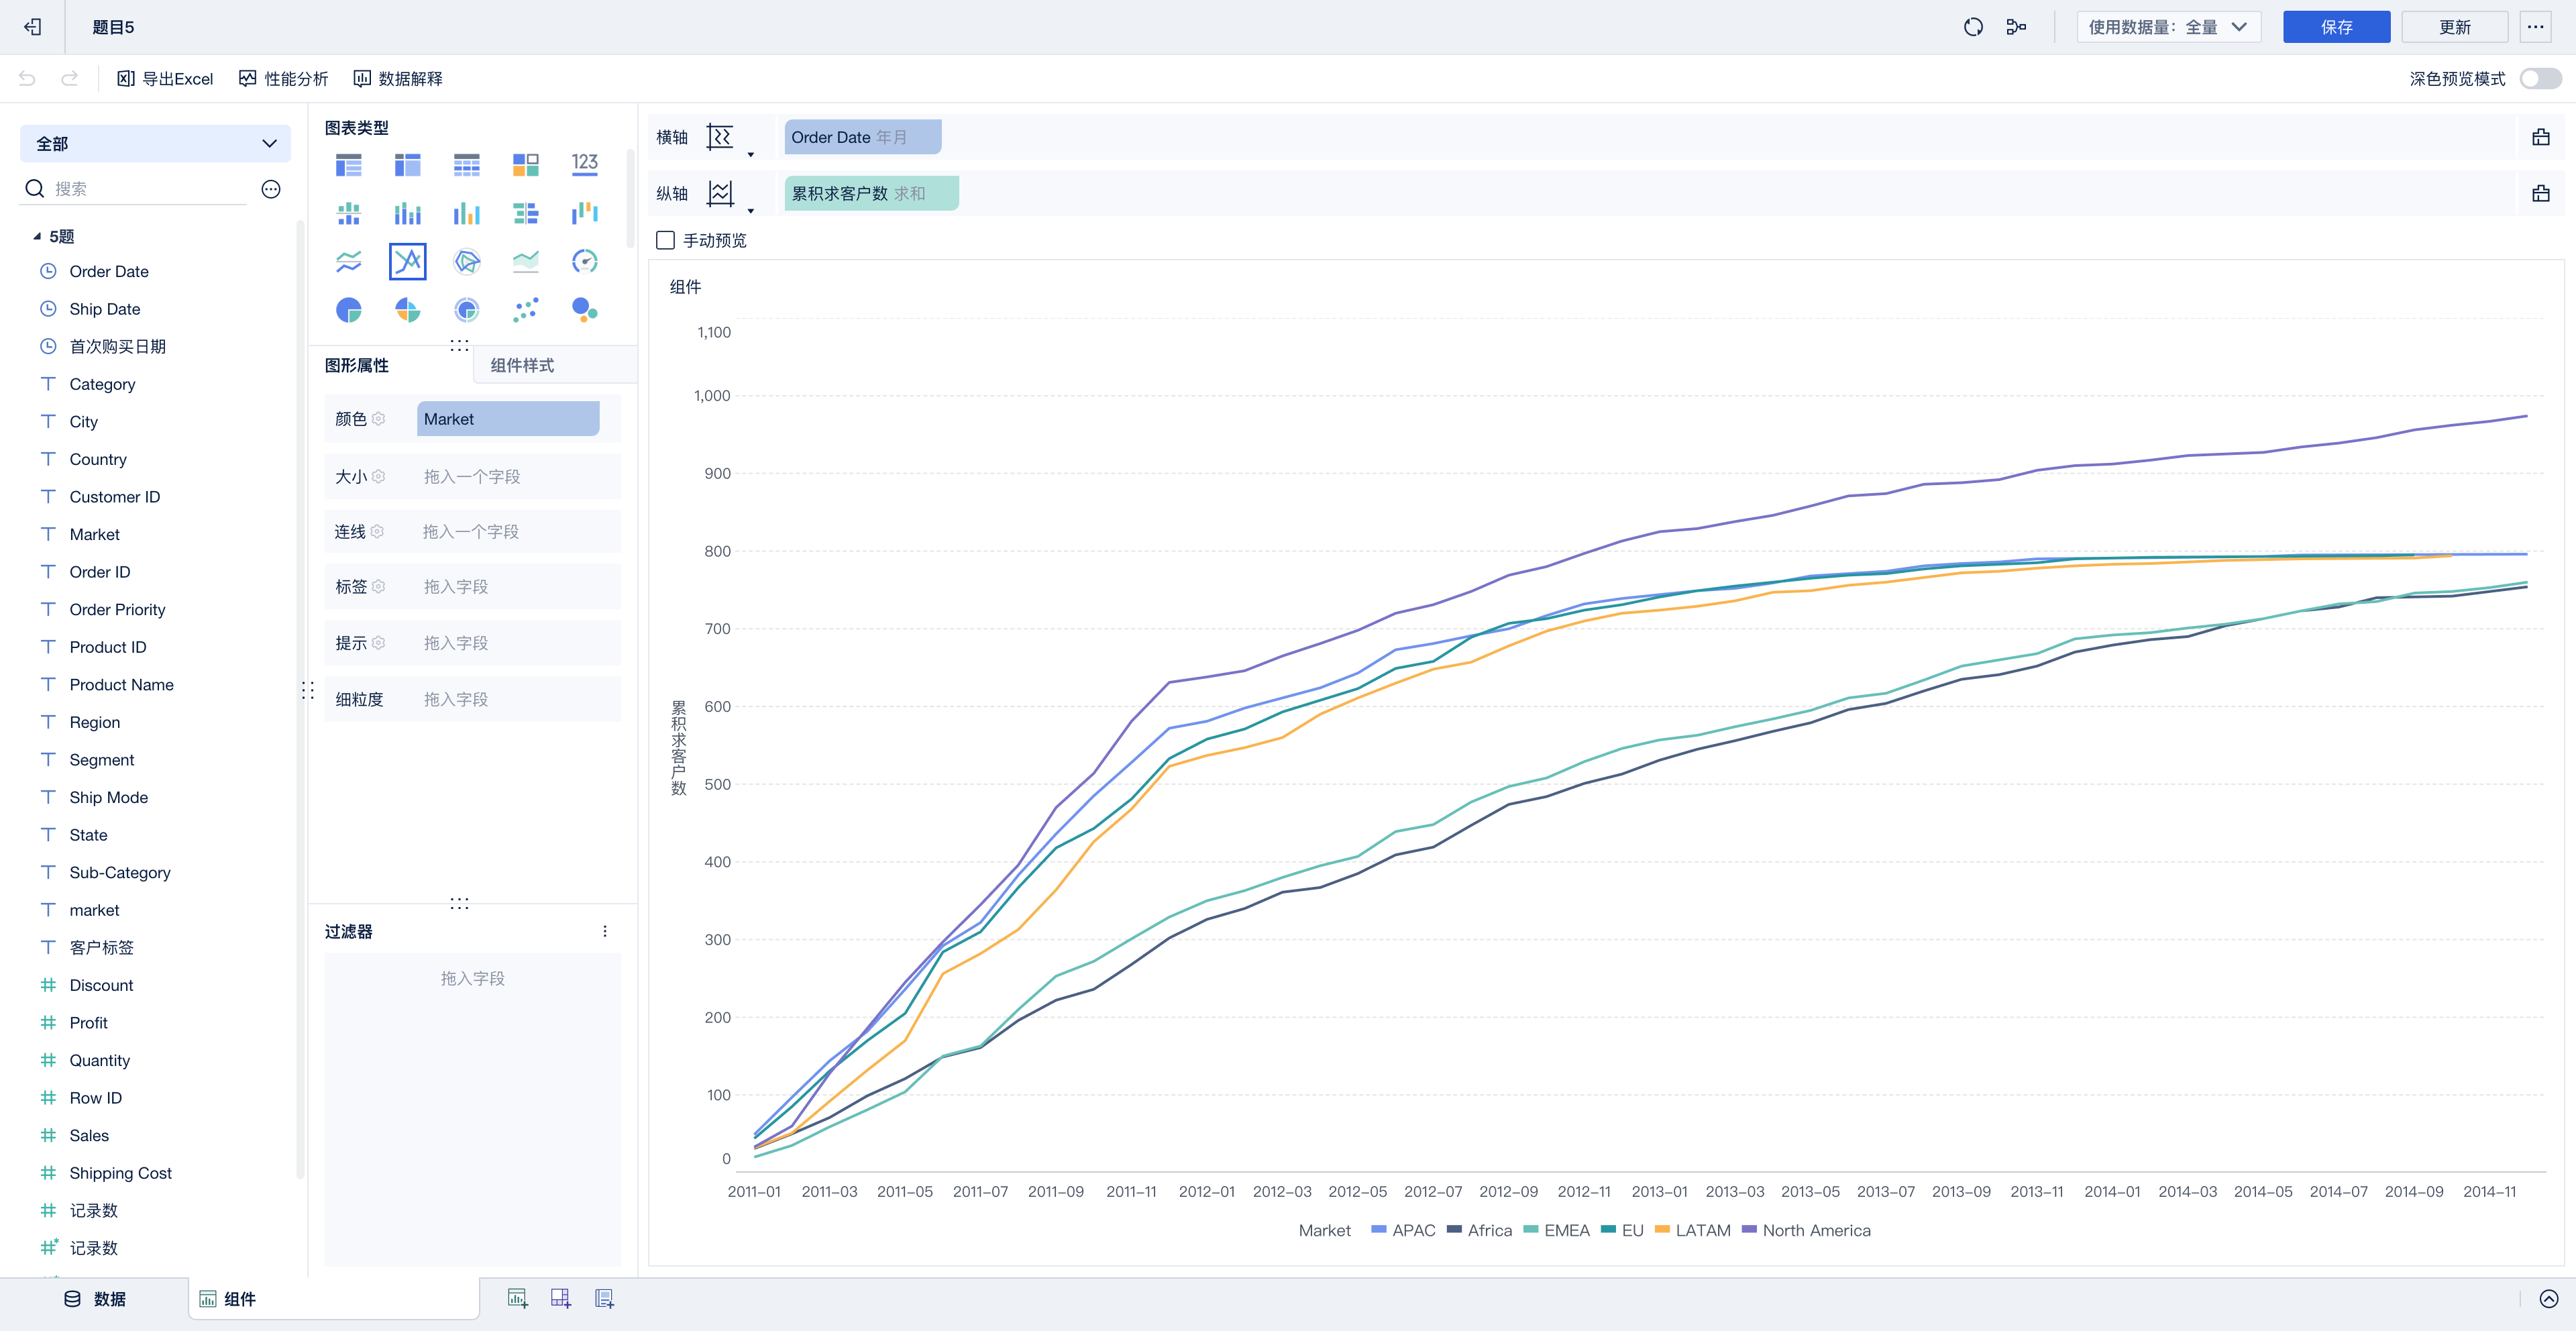 题目5
使用数据量：全量
保存
更新
导出Excel
性能分析
数据解释
深色预览模式
全部
搜索
5题
Order Date
Ship Date
首次购买日期
Category
City
Country
Customer ID
Market
Order ID
Order Priority
Product ID
Product Name
Region
Segment
Ship Mode
State
Sub-Category
market
客户标签
Discount
Profit
Quantity
Row ID
Sales
Shipping Cost
记录数
记录数
图表类型
123
图形属性
组件样式
颜色 Market
大小 拖入一个字段
连线 拖入一个字段
标签 拖入字段
提示 拖入字段
细粒度 拖入字段
过滤器
拖入字段
横轴 Order Date 年月
纵轴 累积求客户数 求和
手动预览
组件
累积求客户数
1,100
1,000
900
800
700
600
500
400
300
200
100
0
2011-01 2011-03 2011-05 2011-07 2011-09 2011-11 2012-01 2012-03 2012-05 2012-07 2012-09 2012-11 2013-01 2013-03 2013-05 2013-07 2013-09 2013-11 2014-01 2014-03 2014-05 2014-07 2014-09 2014-11
Market APAC Africa EMEA EU LATAM North America
数据
组件